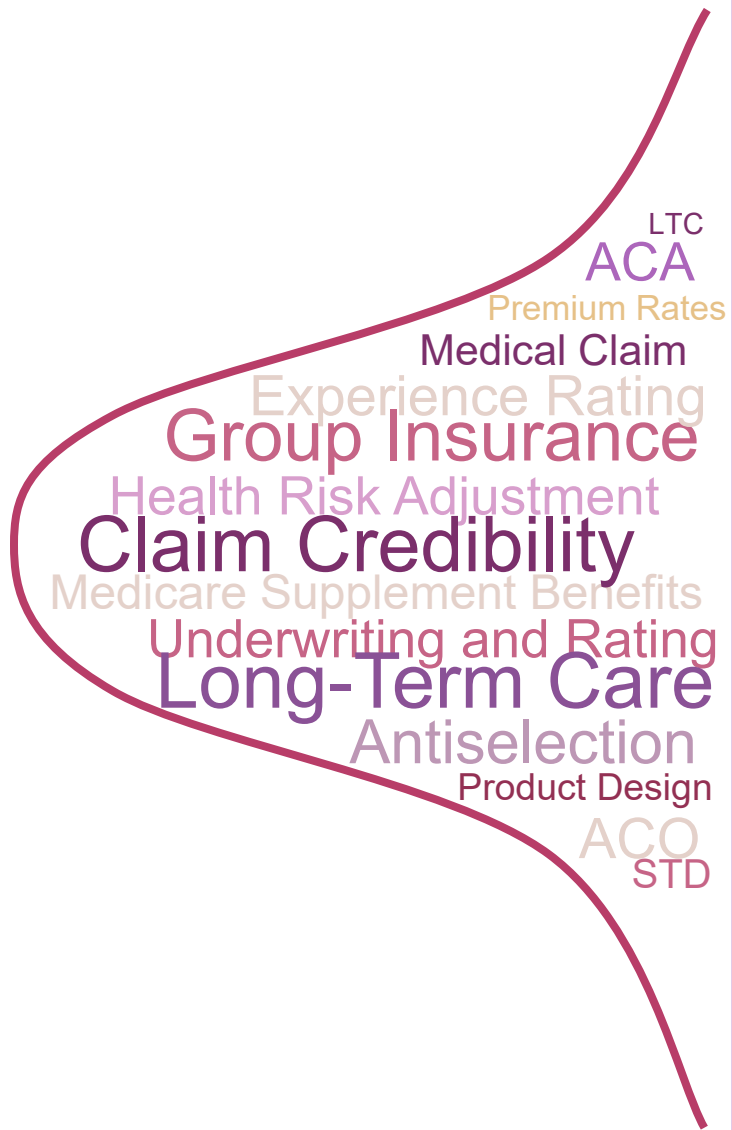 LTC
ACA
Premium Rates
Medical Claim
Experience Rating
Group Insurance
Health Risk Adjustment
Claim Credibility
Medicare Supplement Benefits
Underwriting and Rating
Long-Term Care
Antiselection
Product Design
ACO
STD